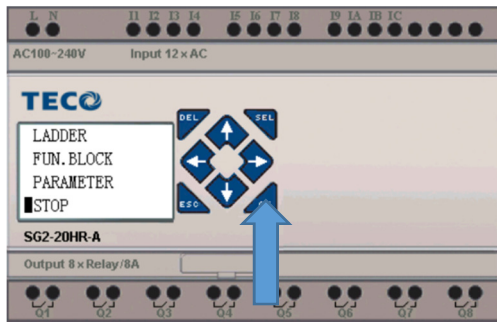 L N I1 I2 I3 I4 I5 I6 I7 I8 I9 IA IB IC
AC100~240V Input 12×AC
TECO
DEL SEL
LADDER
FUN.BLOCK
PARAMETER
STOP
ESC
SG2-20HR-A
Output 8×Relay/8A
Q1 Q2 Q3 Q4 Q5 Q6 Q7 Q8